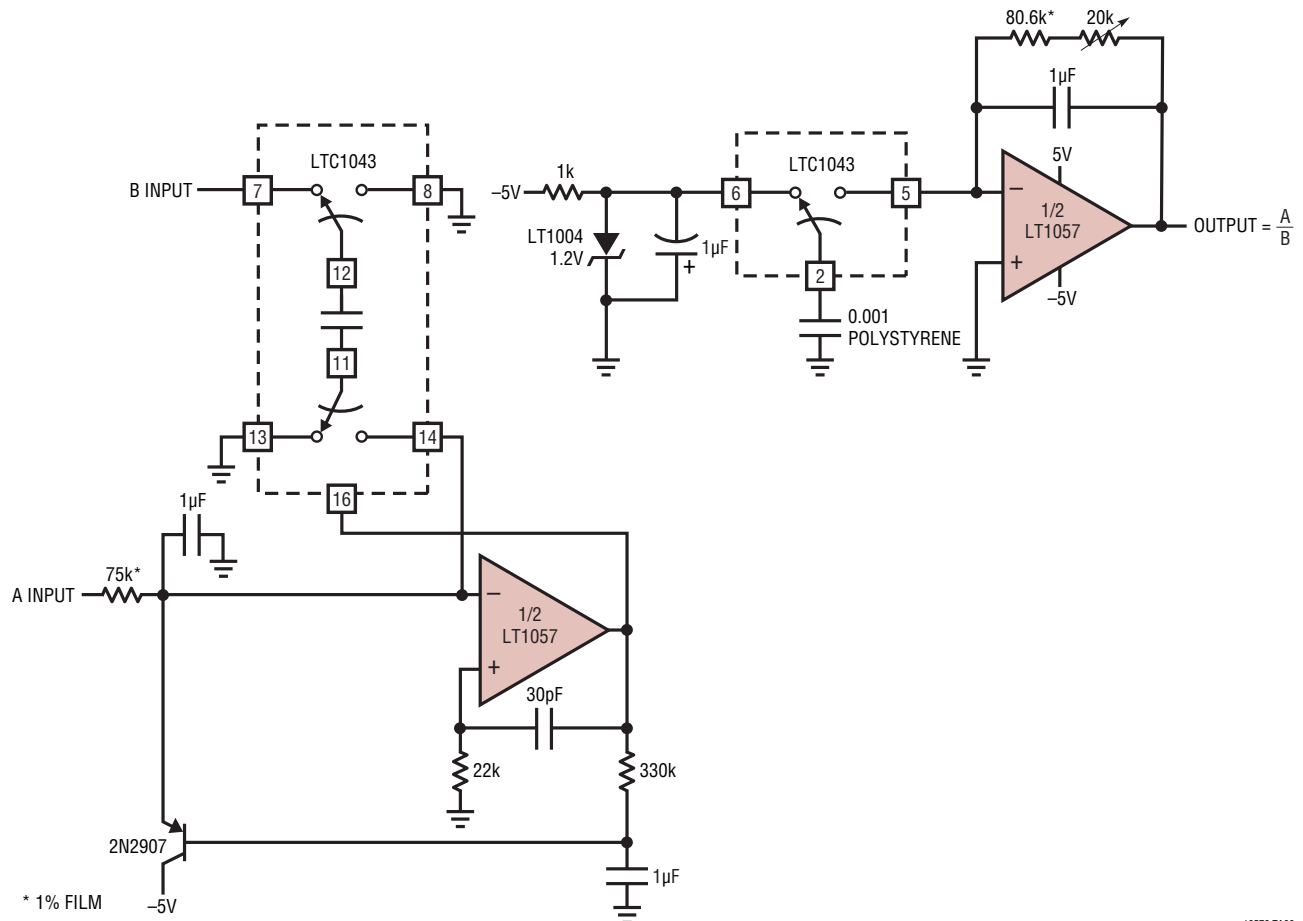 80.6k*
20k
1µF
5V
LTC1043
LTC1043
B INPUT
7
8
–5V
1k
6
5
–
1/2
LT1057
OUTPUT = A/B
LT1004
1.2V
1µF
+
12
2
+
–5V
0.001
POLYSTYRENE
11
13
14
1µF
16
75k*
A INPUT
–
1/2
LT1057
+
30pF
22k
330k
2N2907
1µF
* 1% FILM
–5V